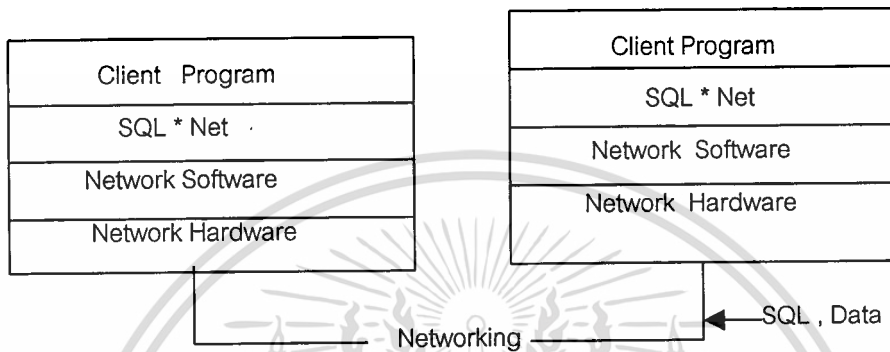 Client Program
SQL * Net
Network Software
Network Hardware
Client Program
SQL * Net
Network Software
Network Hardware
SQL , Data
Networking